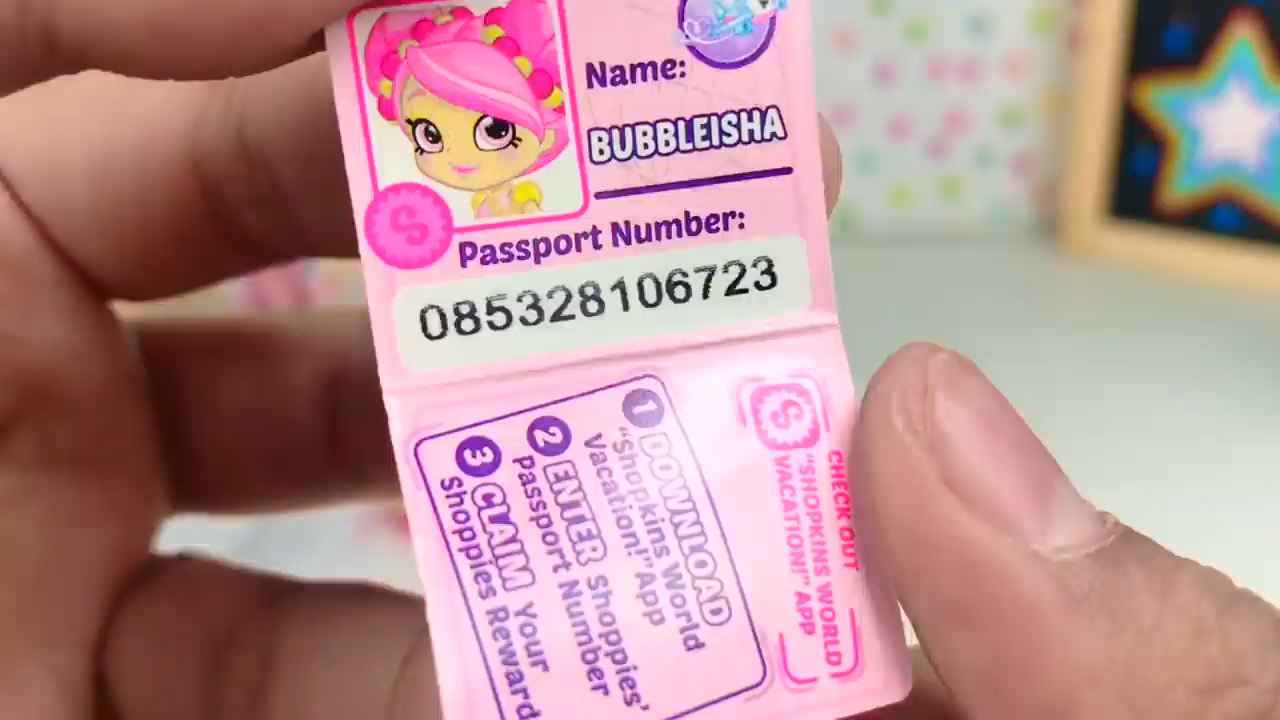 Name:
BUBBLEISHA
Passport Number:
085328106723
1 DOWNLOAD
"Shopkins World
Vacation!" App
2 ENTER Shoppies'
Passport Number
3 CLAIM Your
Shoppies Reward
CHECK OUT
"SHOPKINS WORLD
VACATION!" APP